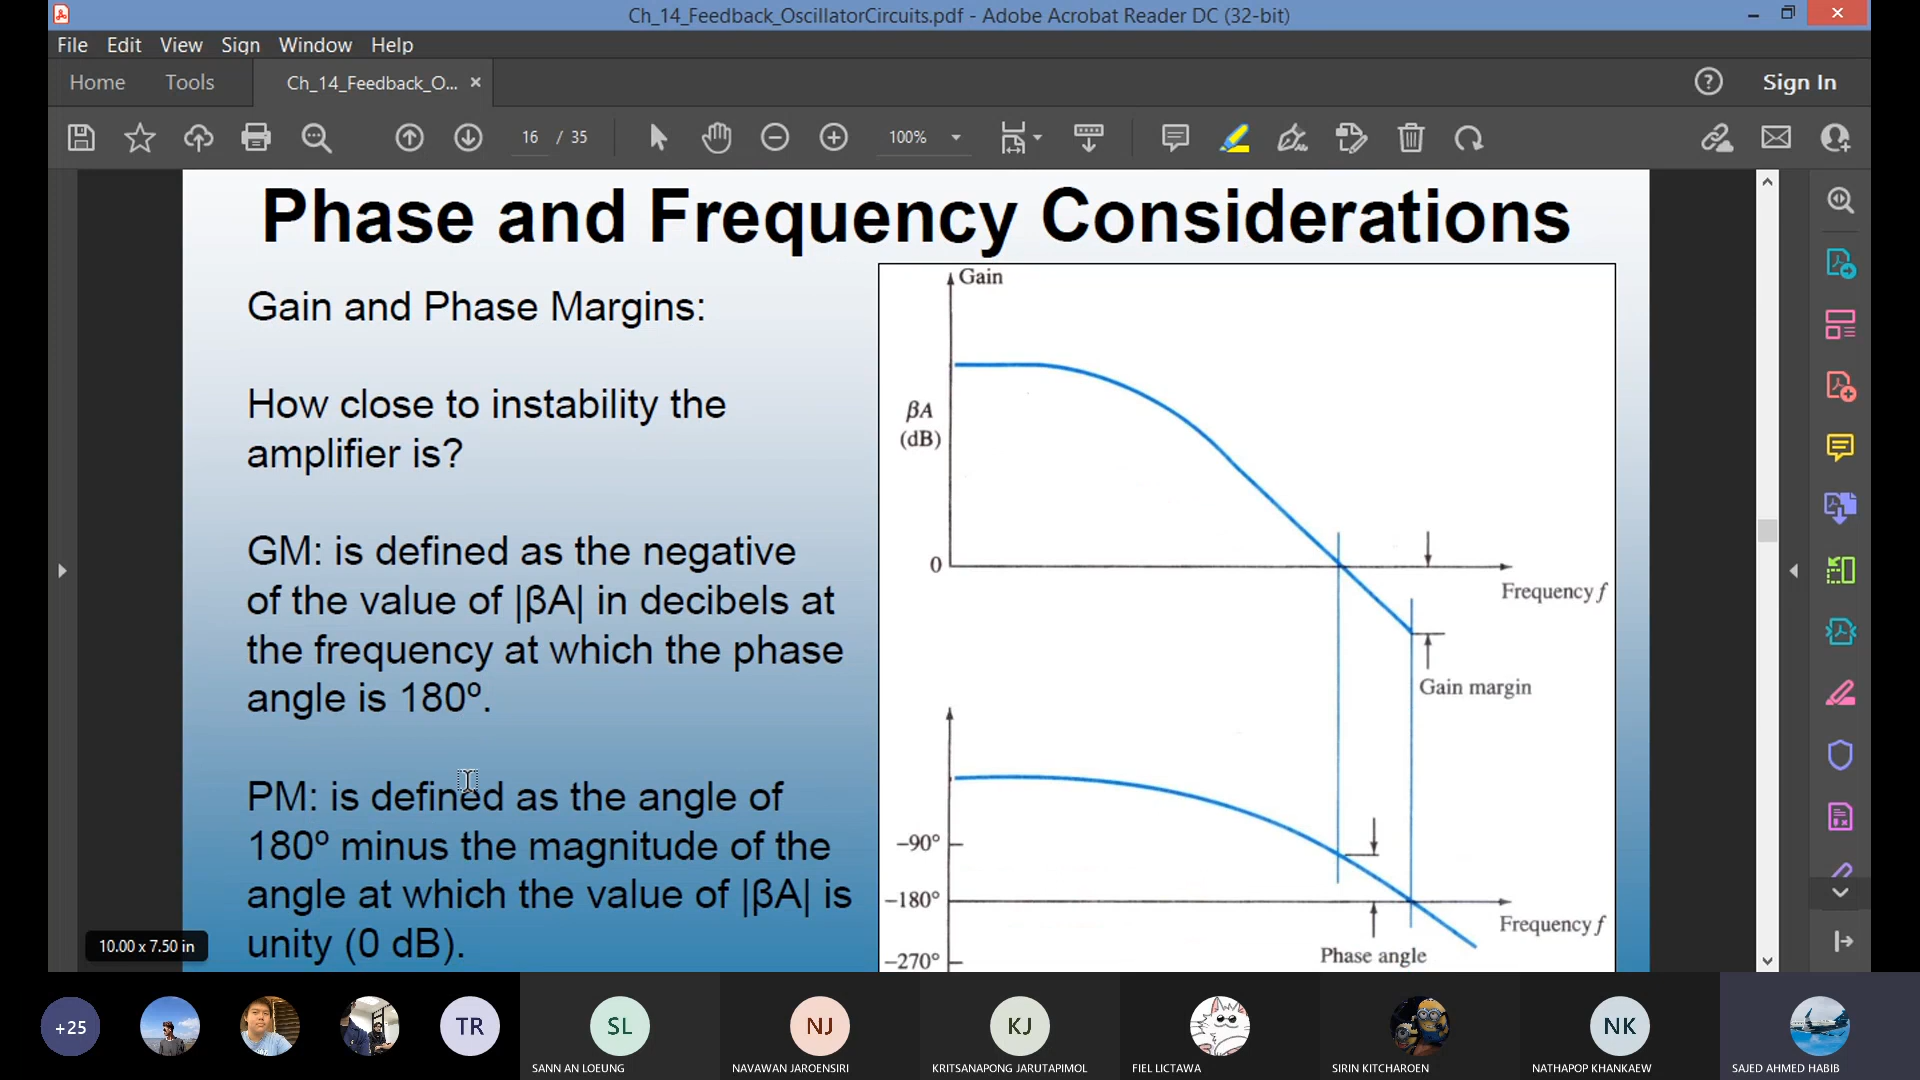 Ch_14_Feedback_OscillatorCircuits.pdf - Adobe Acrobat Reader DC (32-bit)
File Edit View Sign Window Help
Home Tools Ch_14_Feedback_O... × Sign In
16 / 35 100%
Phase and Frequency Considerations
Gain and Phase Margins:
How close to instability the
amplifier is?
GM: is defined as the negative
of the value of |βA| in decibels at
the frequency at which the phase
angle is 180º.
PM: is defined as the angle of
180º minus the magnitude of the
angle at which the value of |βA| is
unity (0 dB).
Gain
βA
(dB)
0
Frequency f
Gain margin
–90°
–180°
Frequency f
Phase angle
–270°
10.00 x 7.50 in
+25 TR SL NJ KJ NK
SANN AN LOEUNG NAVAWAN JAROENSIRI KRITSANAPONG JARUTAPIMOL FIEL LICTAWA SIRIN KITCHAROEN NATHAPOP KHANKAEW SAJED AHMED HABIB